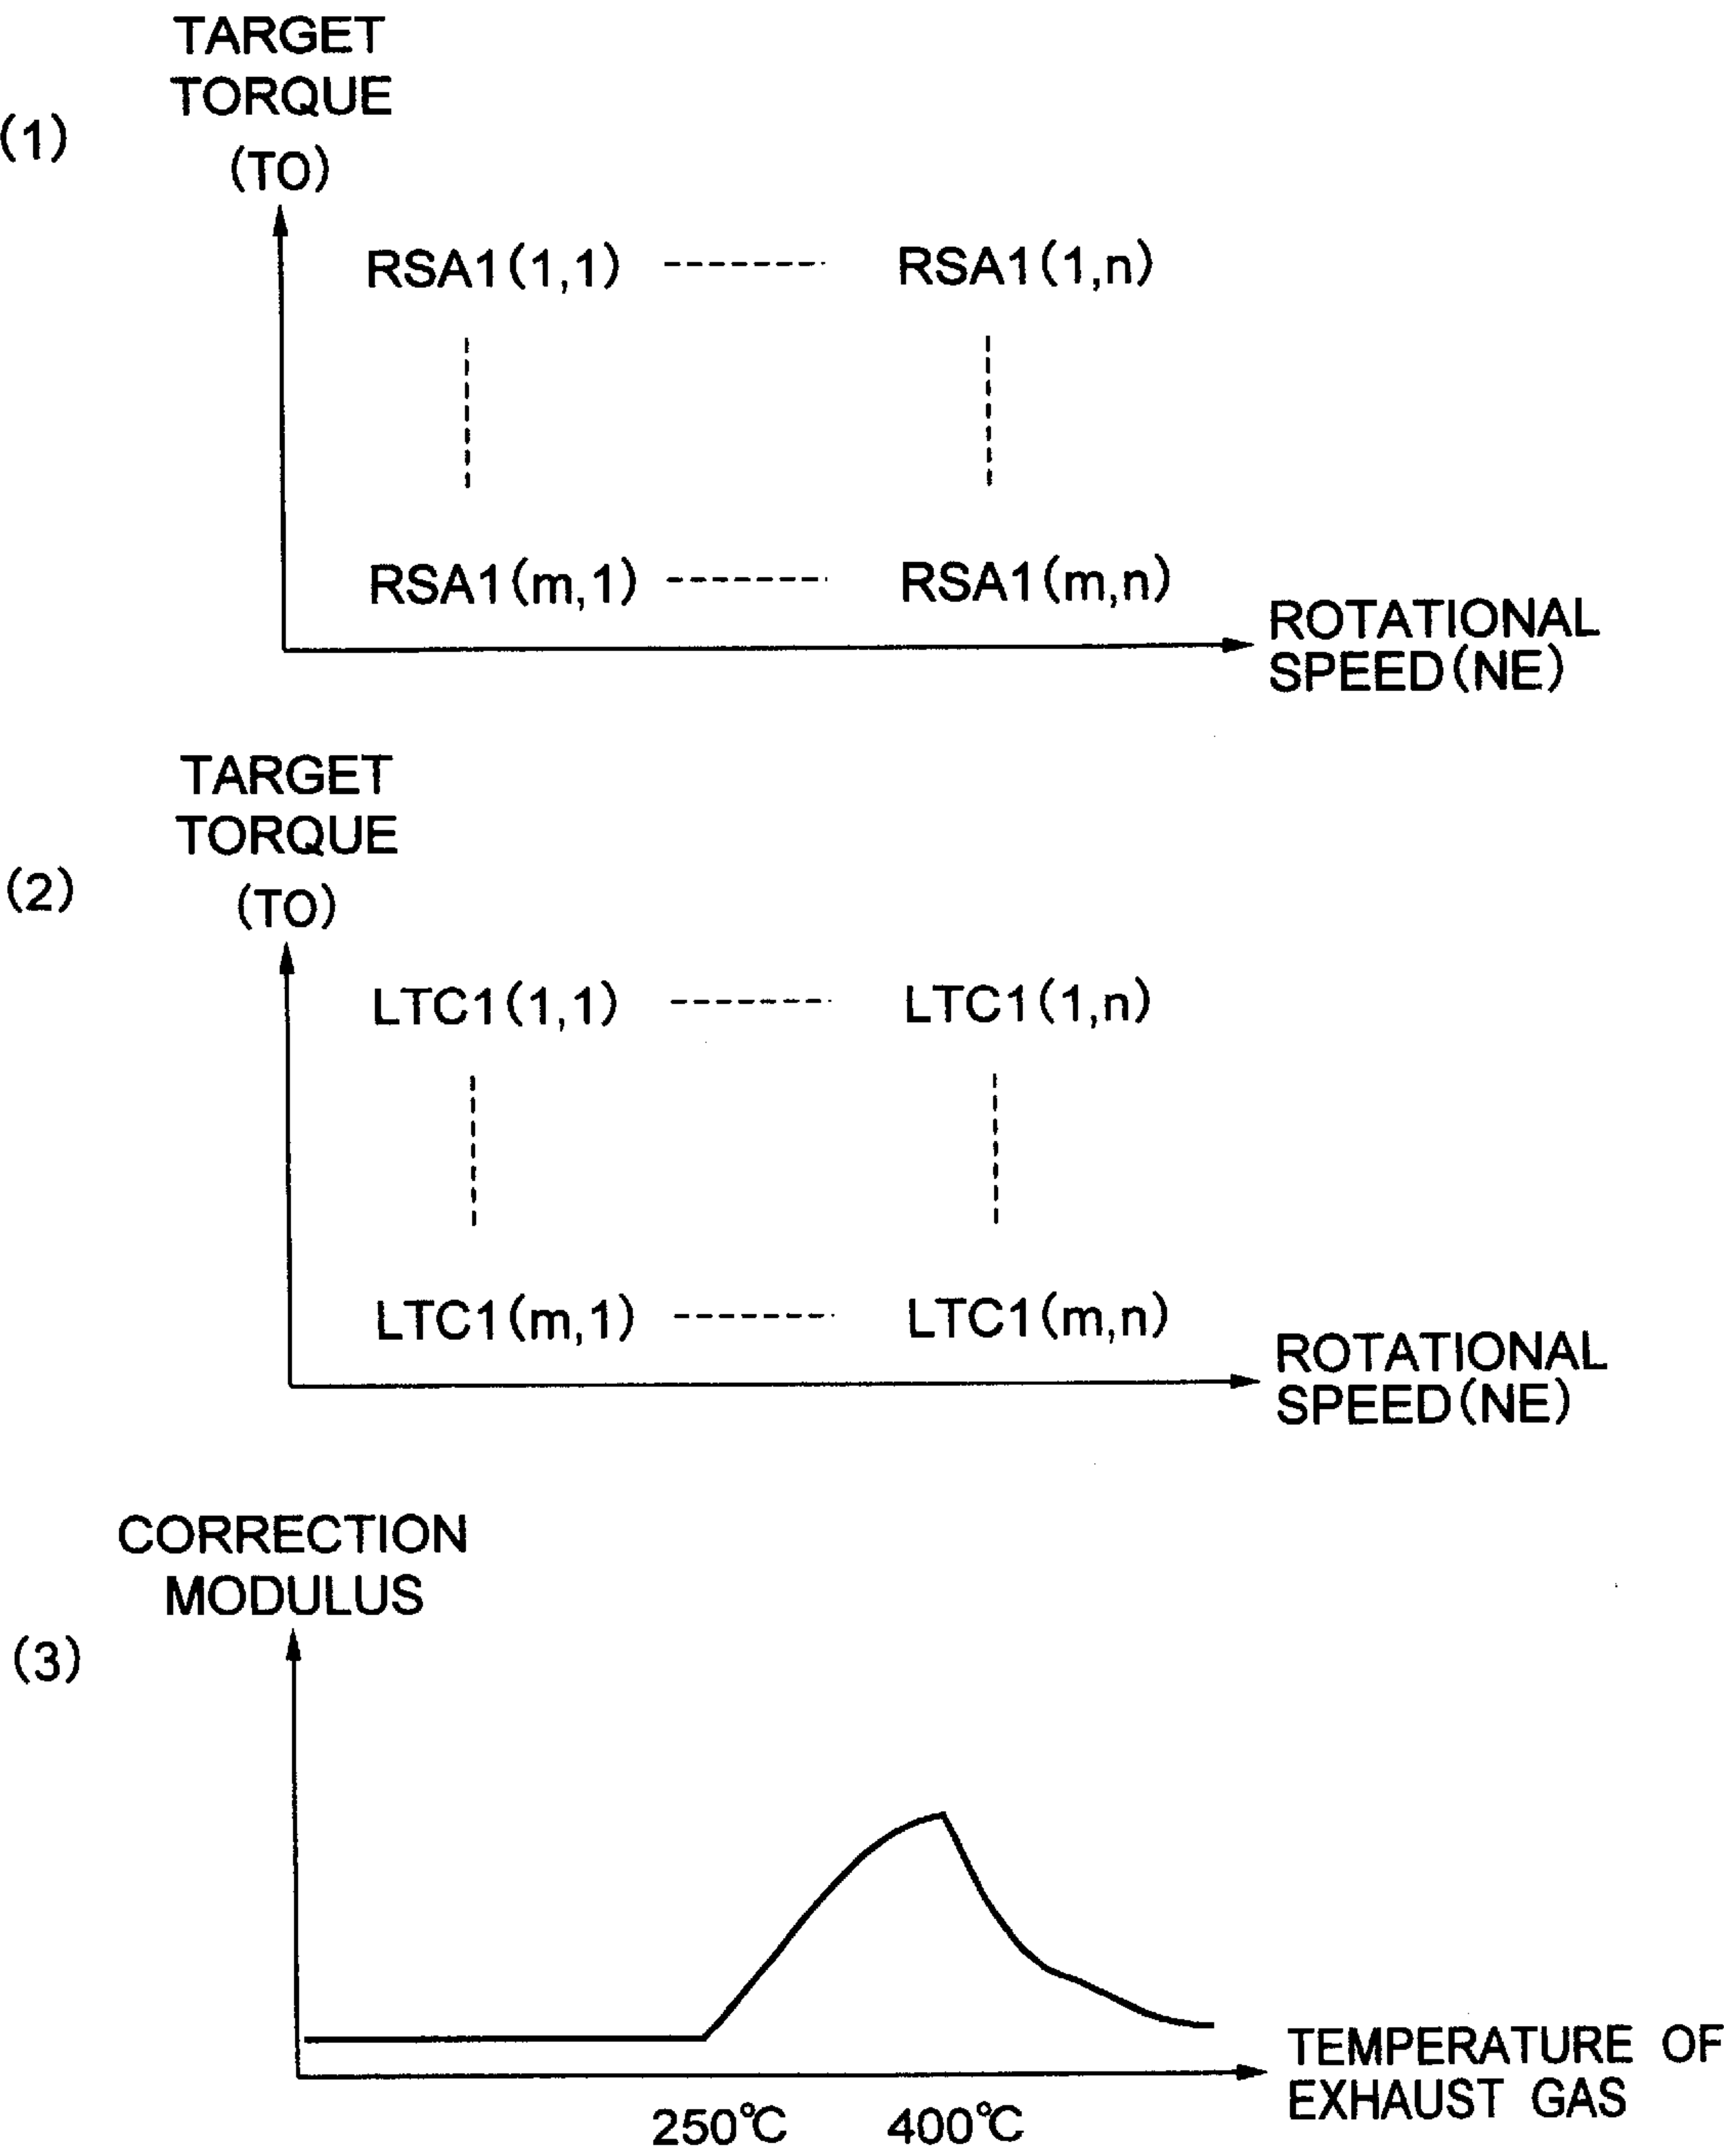 TARGET
TORQUE
(1)
(TO)
RSA1(1,1) RSA1(1,n)
RSA1(m,1) RSA1(m,n)
ROTATIONAL
SPEED(NE)
TARGET
TORQUE
(2)
(TO)
LTC1(1,1) LTC1(1,n)
LTC1(m,1) LTC1(m,n)
ROTATIONAL
SPEED(NE)
CORRECTION
MODULUS
(3)
TEMPERATURE OF
EXHAUST GAS
250°C 400°C